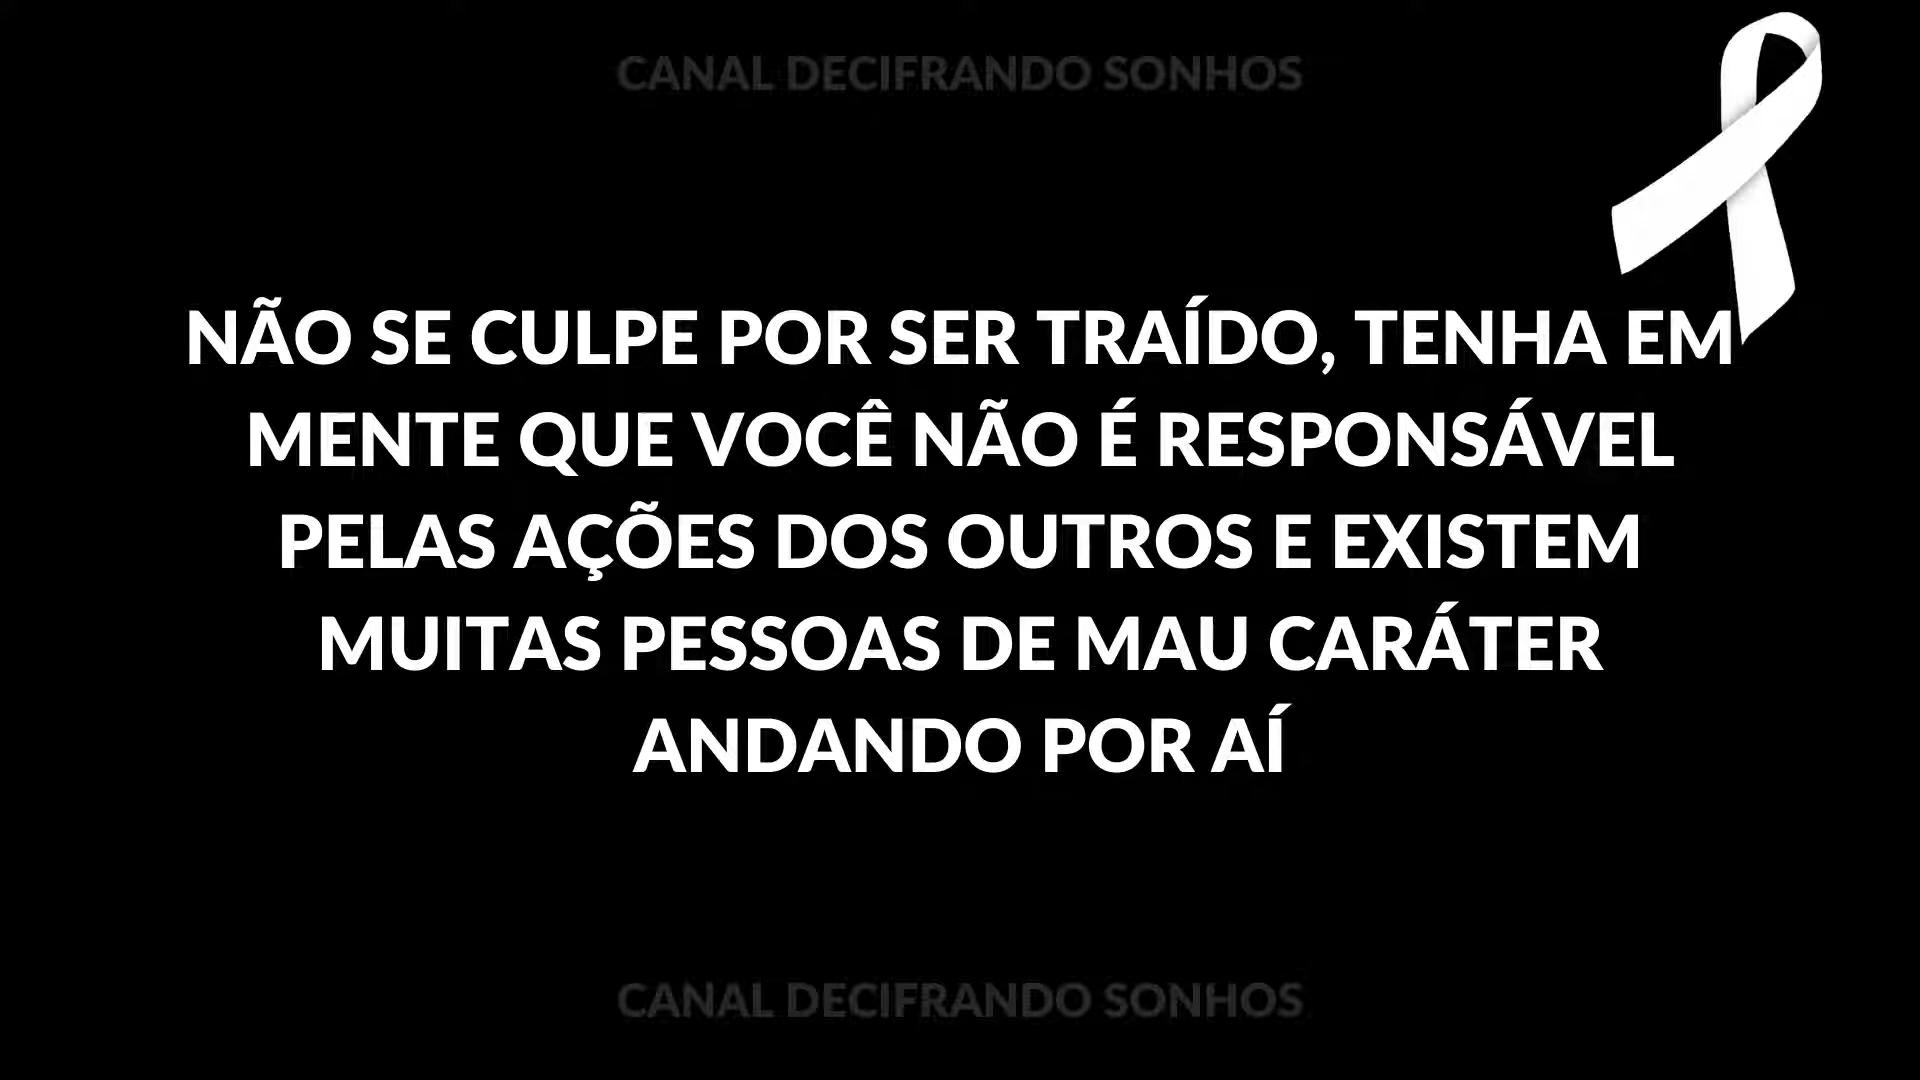 CANAL DECIFRANDO SONHOS
NÃO SE CULPE POR SER TRAÍDO, TENHA EM
MENTE QUE VOCÊ NÃO É RESPONSÁVEL
PELAS AÇÕES DOS OUTROS E EXISTEM
MUITAS PESSOAS DE MAU CARÁTER
ANDANDO POR AÍ
CANAL DECIFRANDO SONHOS